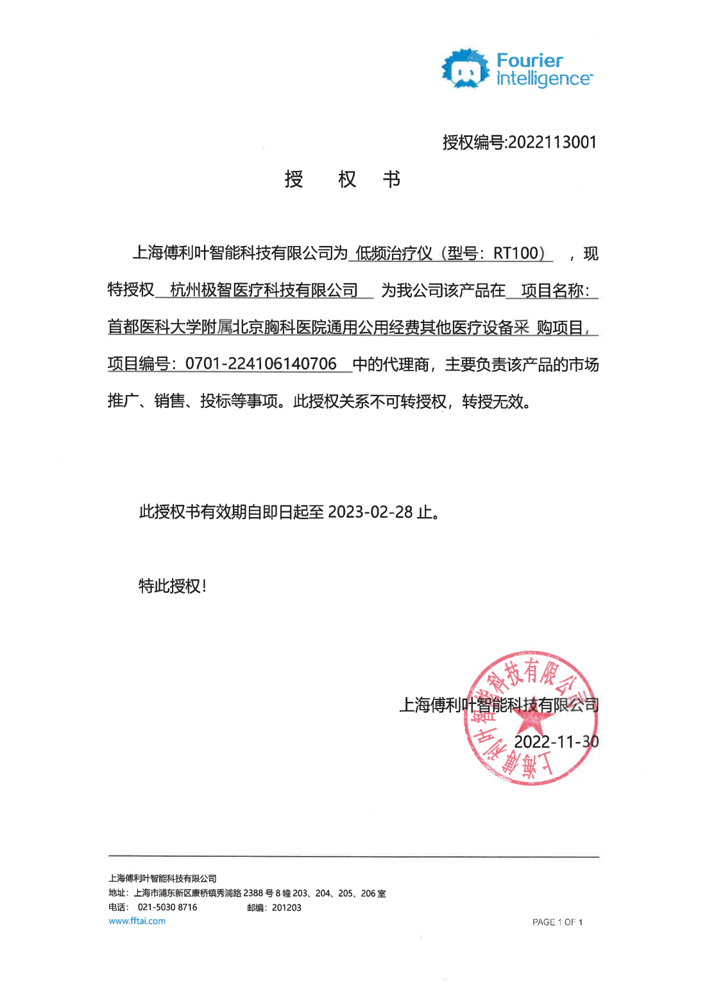 Fourier
Intelligence
授权编号:2022113001
授 权 书
上海傅利叶智能科技有限公司为 低频治疗仪（型号：RT100） ，现
特授权 杭州极智医疗科技有限公司 为我公司该产品在 项目名称：
首都医科大学附属北京胸科医院通用公用经费其他医疗设备采 购项目，
项目编号：0701-224106140706 中的代理商，主要负责该产品的市场
推广、销售、投标等事项。此授权关系不可转授权，转授无效。
此授权书有效期自即日起至 2023-02-28 止。
特此授权！
上海傅利叶智能科技有限公司
上海傅利叶智能科技有限公司
2022-11-30
上海傅利叶智能科技有限公司
地址：上海市浦东新区康桥镇秀浦路 2388 号 8 幢 203、204、205、206 室
电话： 021-5030 8716 邮编：201203
www.fftai.com
PAGE 1 OF 1